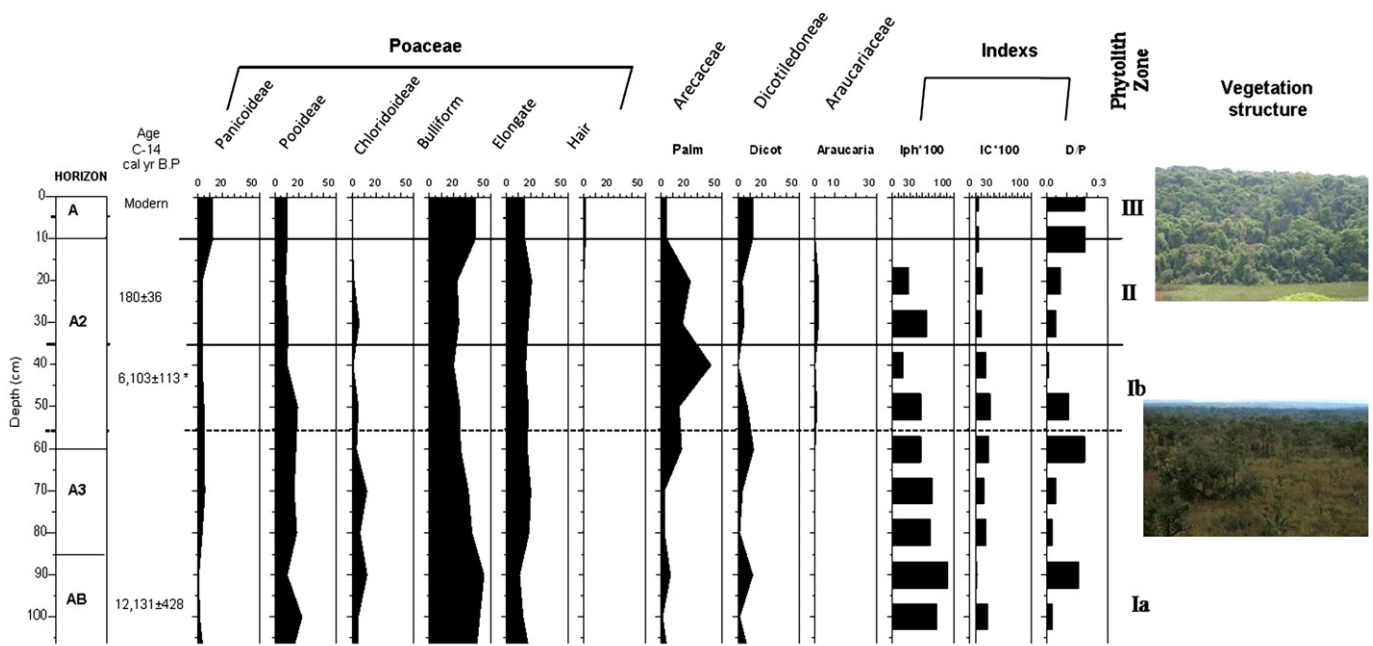 Poaceae
Indexs
Panicoideae
Pooideae
Chloridoideae
Bulliform
Elongate
Hair
Arecaceae
Dicotiledoneae
Araucariaceae
Phytolith
Zone
Vegetation
structure
Age
C-14
cal yr B.P
Palm Dicot Araucaria Iph*100 IC*100 D/P
HORIZON
0 20 50 0 20 50 0 20 50 0 20 50 0 20 50 0 20 50 0 20 50 0 20 50 0 10 30 0 30 100 0 30 100 0.0 0.3
0 A Modern III
10
20
180±36 II
30 A2
40
6,103±113 * Ib
50
60
70 A3
80
90
AB 12,131±428 Ia
100
Depth (cm)